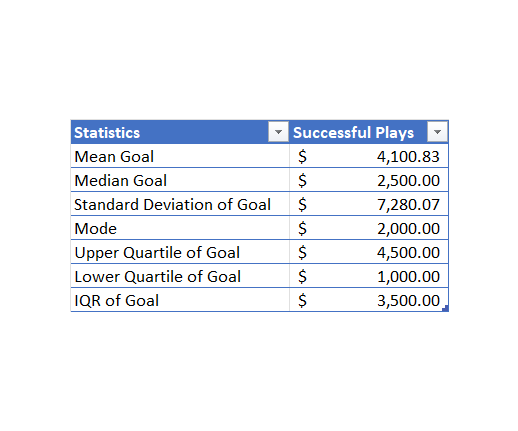 Statistics Successful Plays
Mean Goal $ 4,100.83
Median Goal $ 2,500.00
Standard Deviation of Goal $ 7,280.07
Mode $ 2,000.00
Upper Quartile of Goal $ 4,500.00
Lower Quartile of Goal $ 1,000.00
IQR of Goal $ 3,500.00